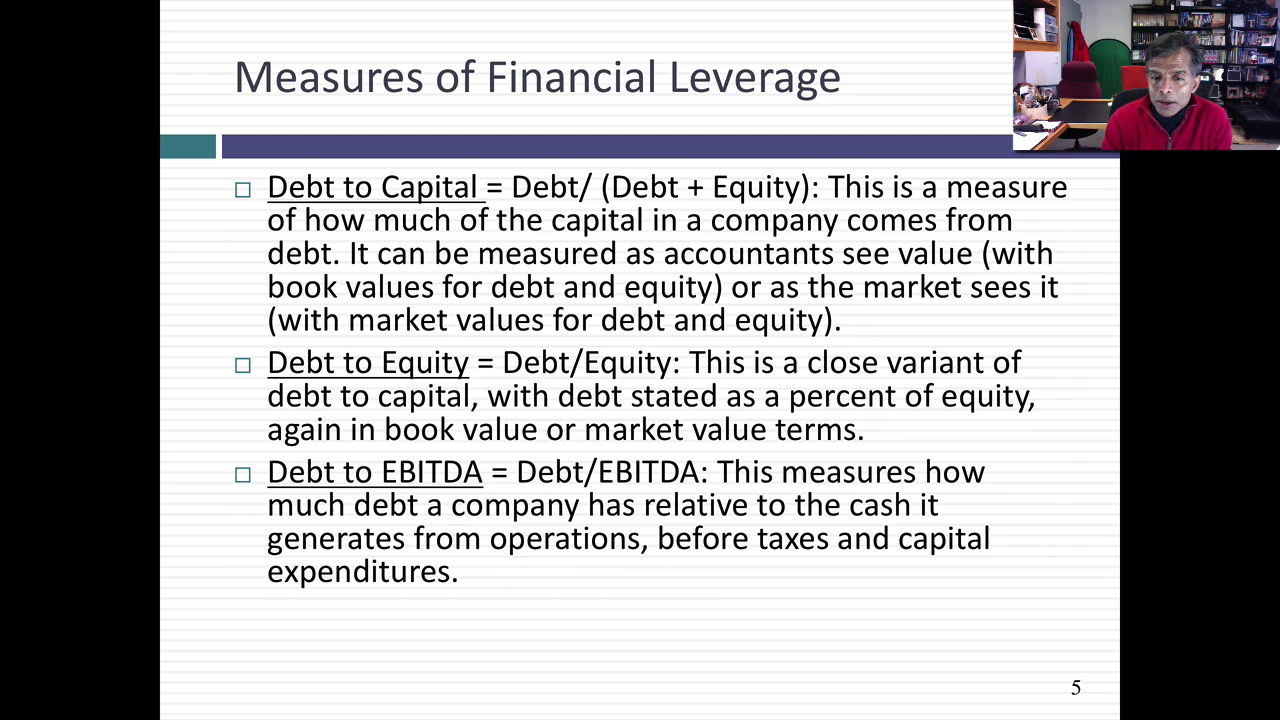 Measures of Financial Leverage
□ Debt to Capital = Debt/ (Debt + Equity): This is a measure
of how much of the capital in a company comes from
debt. It can be measured as accountants see value (with
book values for debt and equity) or as the market sees it
(with market values for debt and equity).
□ Debt to Equity = Debt/Equity: This is a close variant of
debt to capital, with debt stated as a percent of equity,
again in book value or market value terms.
□ Debt to EBITDA = Debt/EBITDA: This measures how
much debt a company has relative to the cash it
generates from operations, before taxes and capital
expenditures.
5